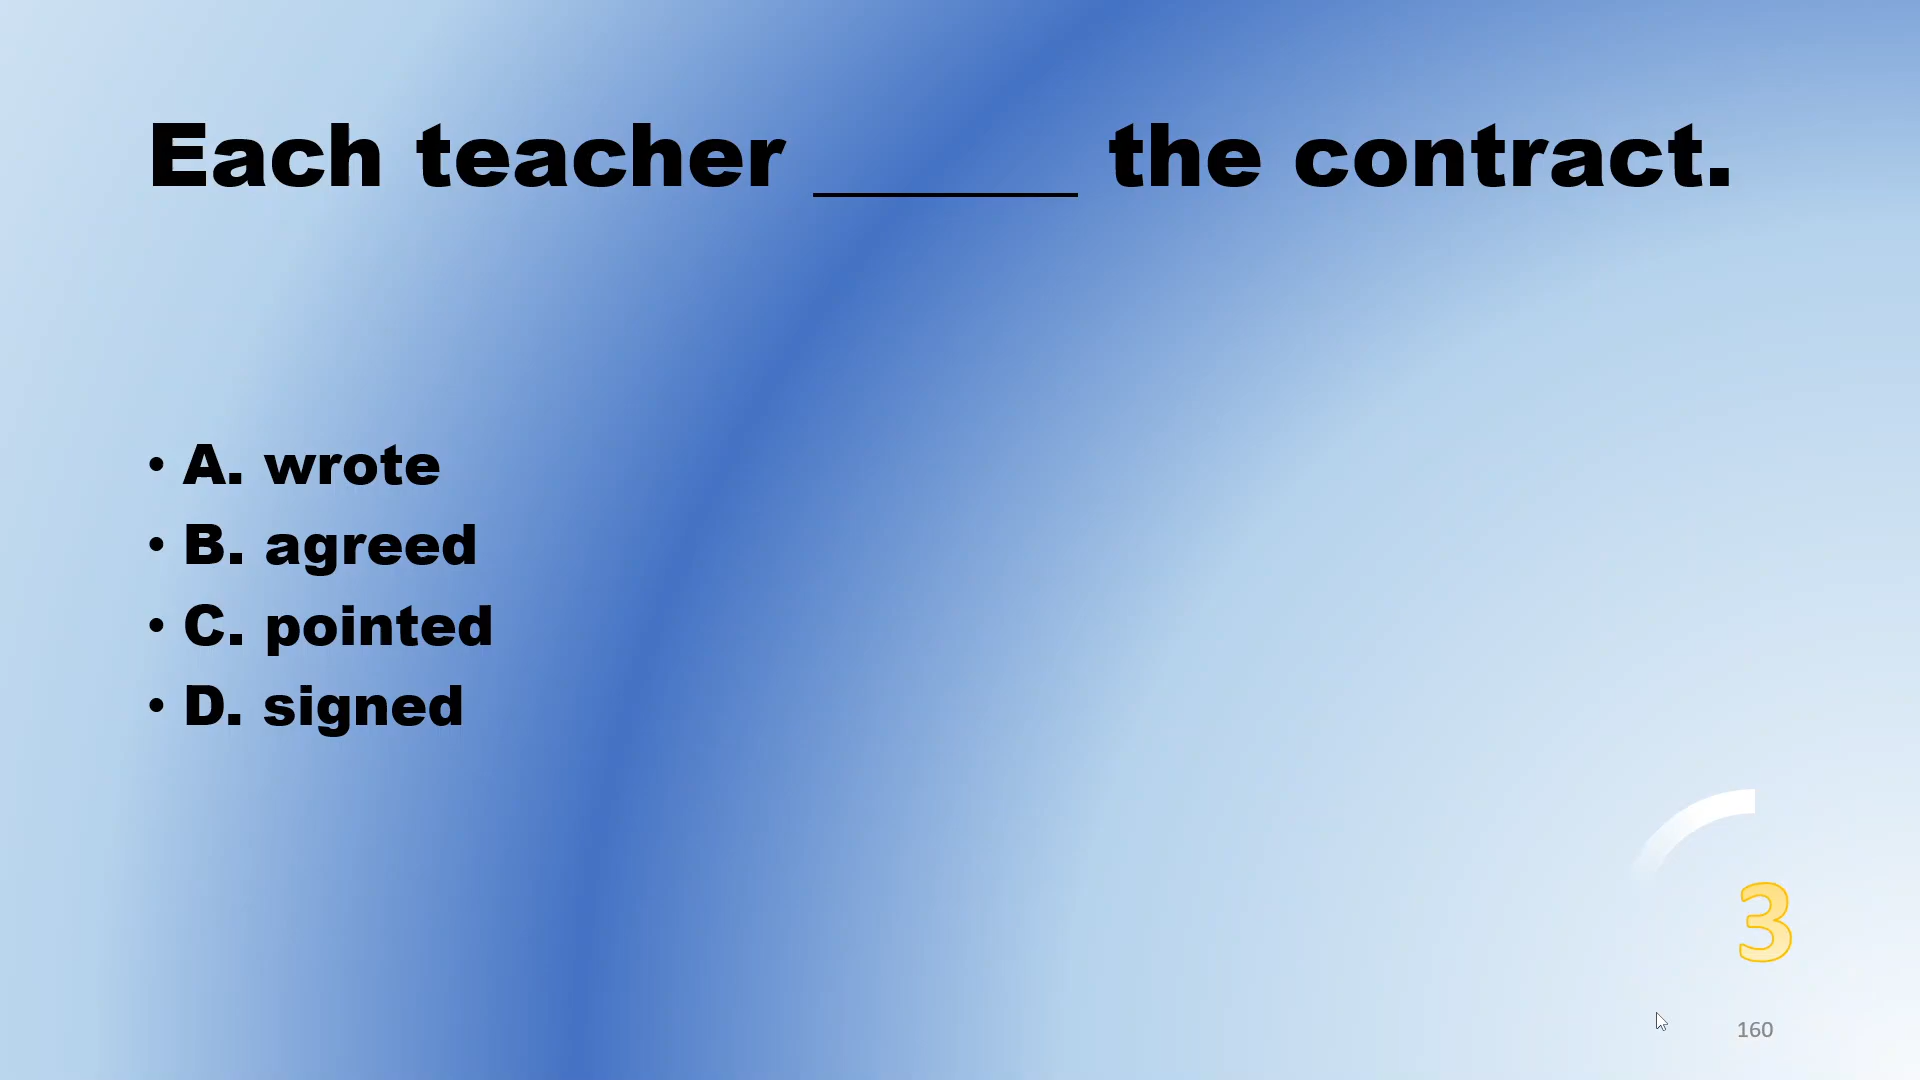 Each teacher ______ the contract.
• A. wrote
• B. agreed
• C. pointed
• D. signed
3
160